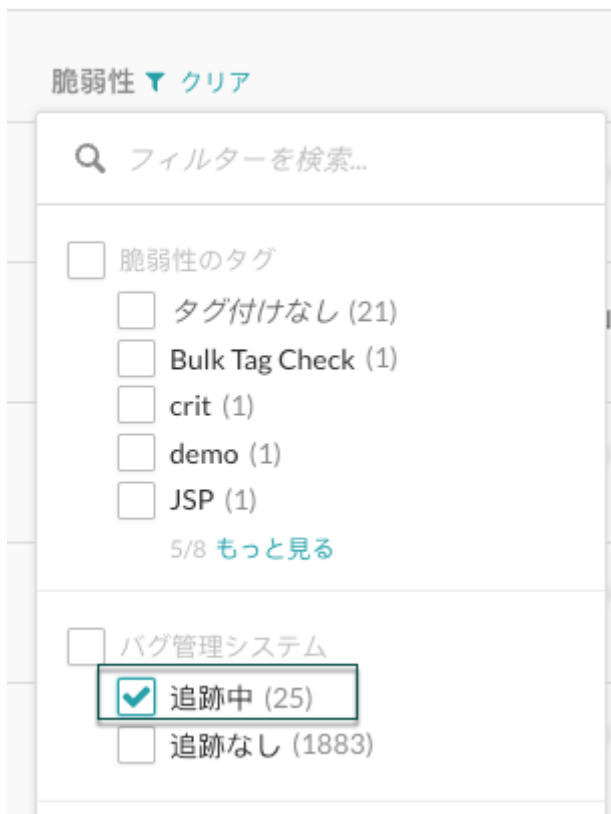 脆弱性 クリア
フィルターを検索...
脆弱性のタグ
タグ付けなし (21)
Bulk Tag Check (1)
crit (1)
demo (1)
JSP (1)
5/8 もっと見る
バグ管理システム
追跡中 (25)
追跡なし (1883)